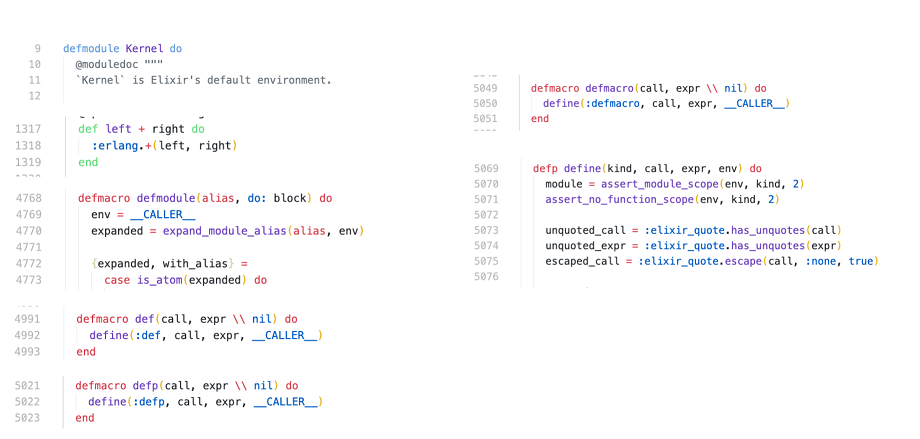 9 defmodule Kernel do
10 @moduledoc """
11 `Kernel` is Elixir's default environment.
12
1317 def left + right do
1318 :erlang.+(left, right)
1319 end
4768 defmacro defmodule(alias, do: block) do
4769 env = __CALLER__
4770 expanded = expand_module_alias(alias, env)
4771
4772 {expanded, with_alias} =
4773 case is_atom(expanded) do
4991 defmacro def(call, expr \\ nil) do
4992 define(:def, call, expr, __CALLER__)
4993 end
5021 defmacro defp(call, expr \\ nil) do
5022 define(:defp, call, expr, __CALLER__)
5023 end
5049 defmacro defmacro(call, expr \\ nil) do
5050 define(:defmacro, call, expr, __CALLER__)
5051 end
5069 defp define(kind, call, expr, env) do
5070 module = assert_module_scope(env, kind, 2)
5071 assert_no_function_scope(env, kind, 2)
5072
5073 unquoted_call = :elixir_quote.has_unquotes(call)
5074 unquoted_expr = :elixir_quote.has_unquotes(expr)
5075 escaped_call = :elixir_quote.escape(call, :none, true)
5076